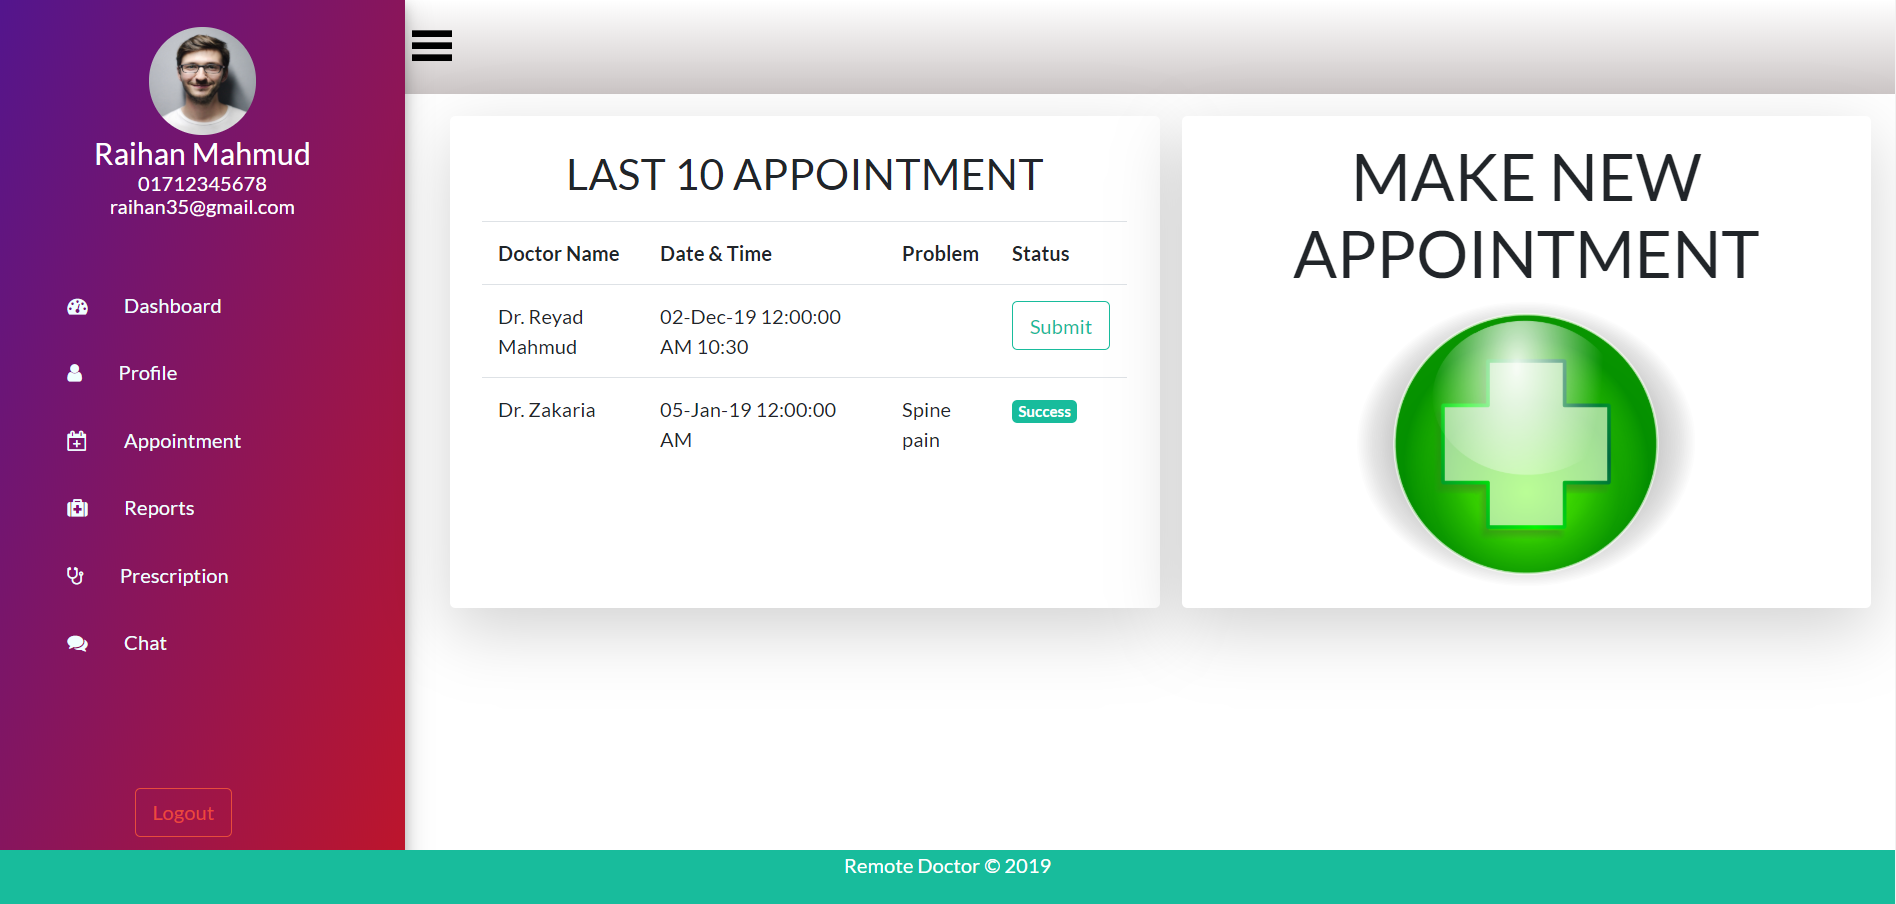 Raihan Mahmud
01712345678
raihan35@gmail.com
Dashboard
Profile
Appointment
Reports
Prescription
Chat
Logout
LAST 10 APPOINTMENT
Doctor Name Date & Time Problem Status
Dr. Reyad 02-Dec-19 12:00:00 Submit
Mahmud AM 10:30
Dr. Zakaria 05-Jan-19 12:00:00 Spine Success
AM pain
MAKE NEW
APPOINTMENT
Remote Doctor © 2019